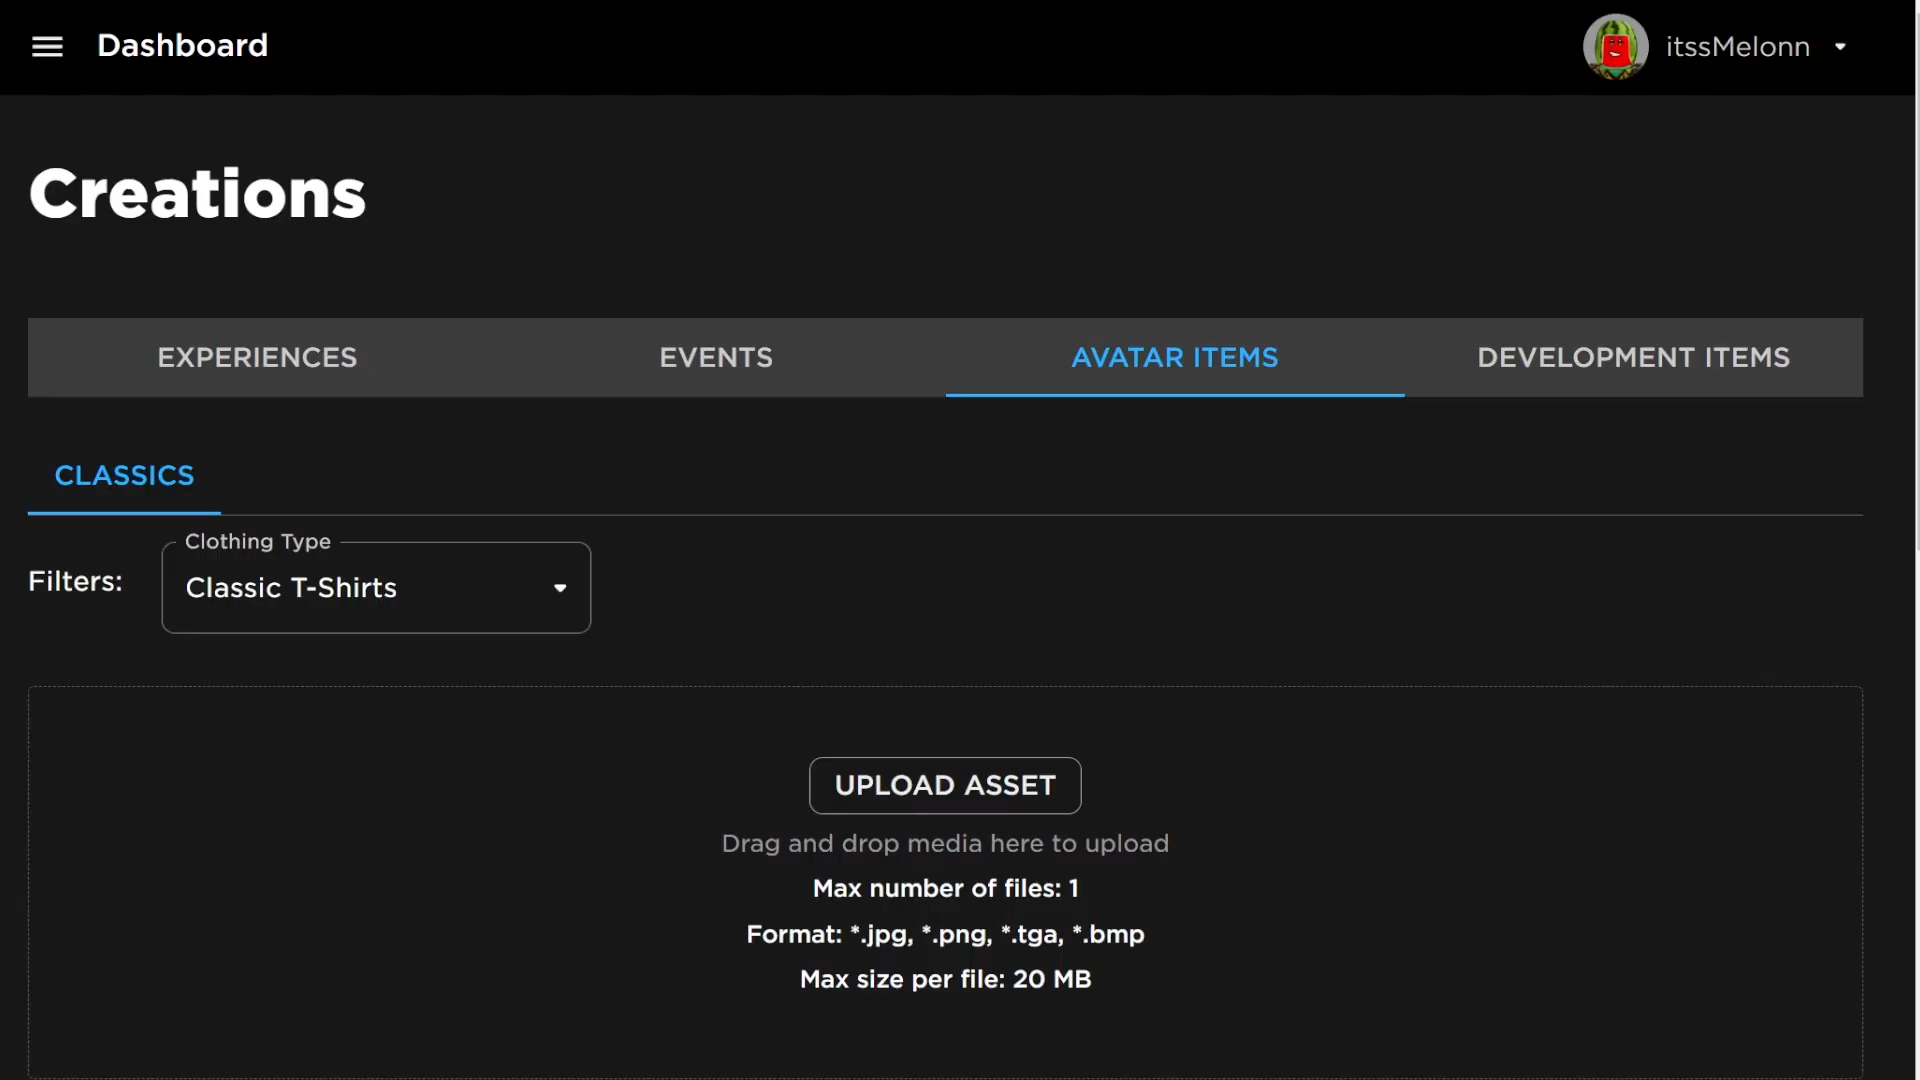 Dashboard
itssMelonn
Creations
EXPERIENCES
EVENTS
AVATAR ITEMS
DEVELOPMENT ITEMS
CLASSICS
Clothing Type
Filters:
Classic T-Shirts
UPLOAD ASSET
Drag and drop media here to upload
Max number of files: 1
Format: *.jpg, *.png, *.tga, *.bmp
Max size per file: 20 MB